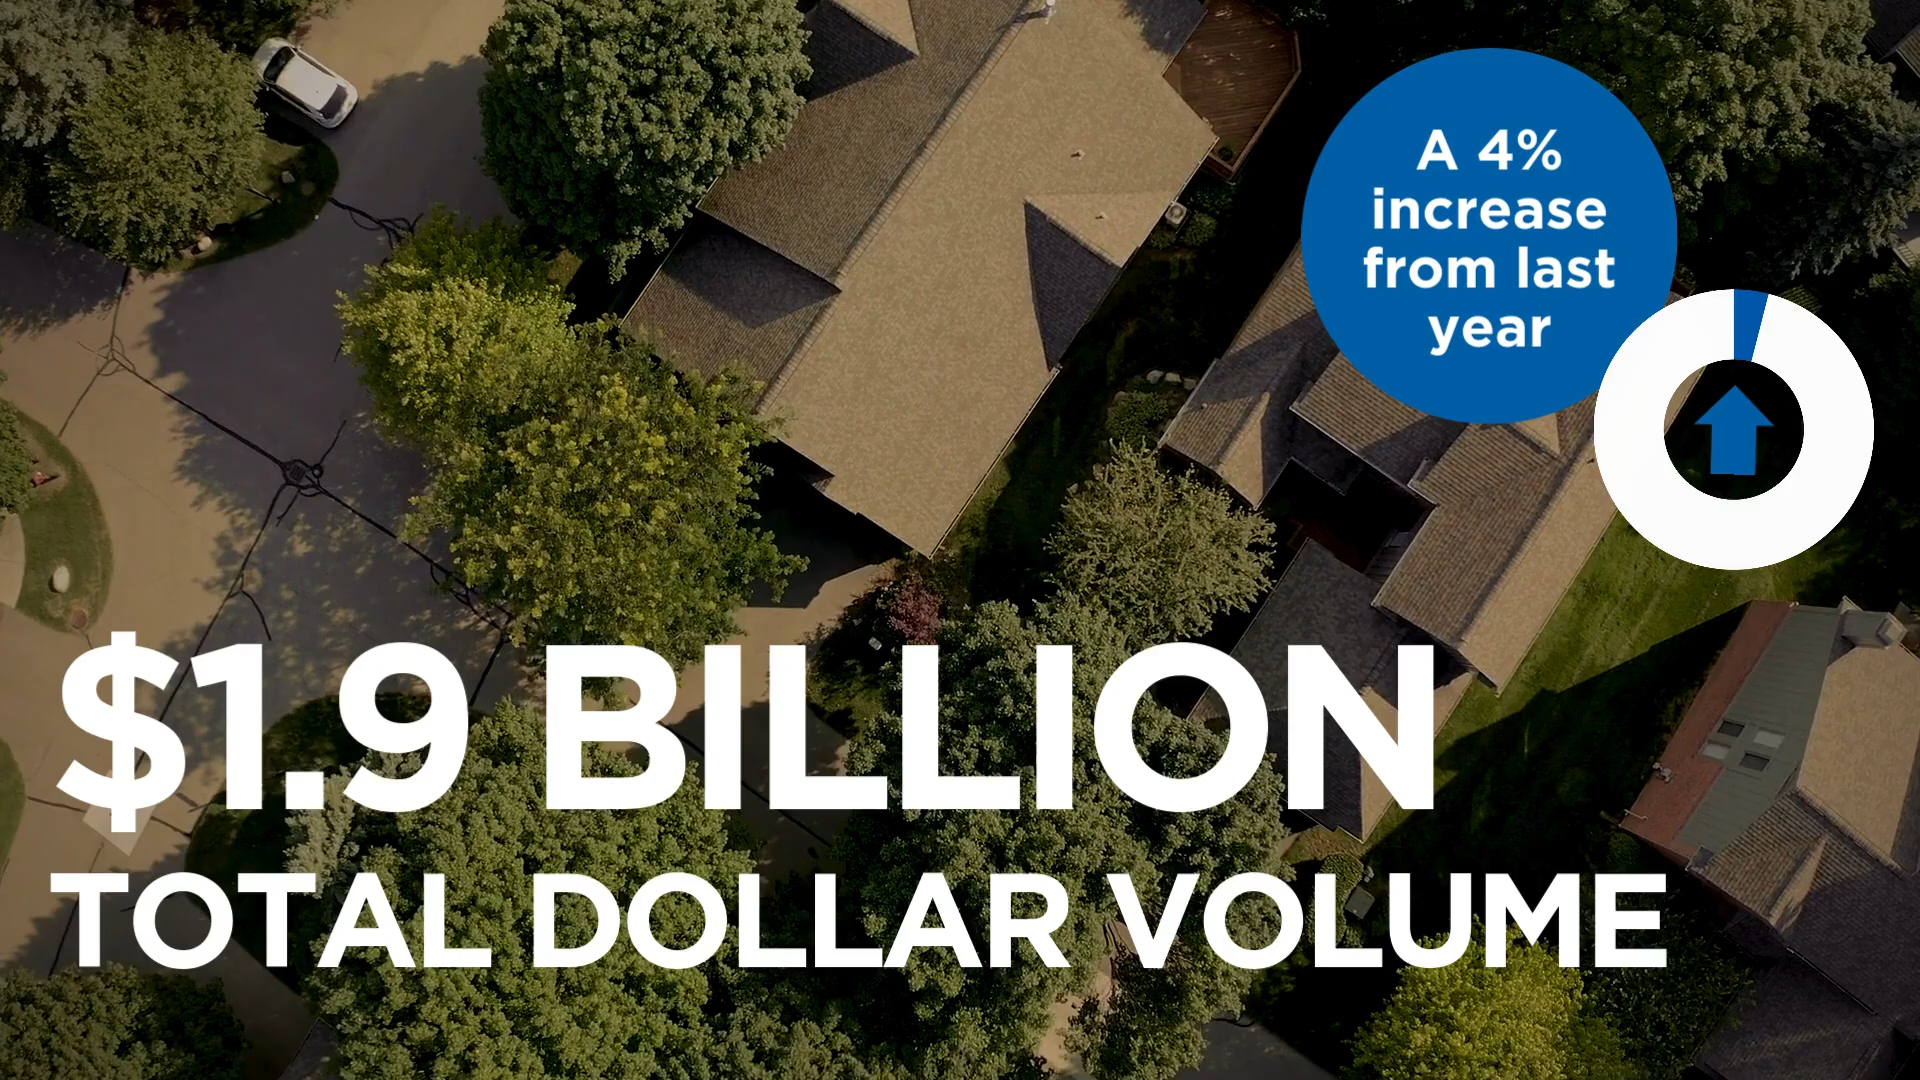 A 4%
increase
from last
year
$1.9 BILLION
TOTAL DOLLAR VOLUME